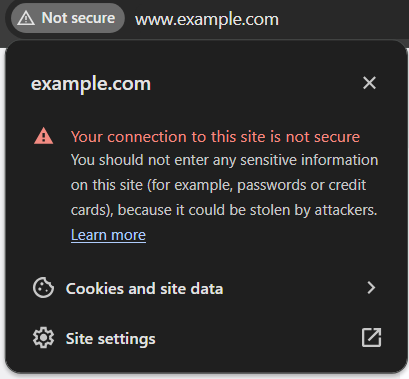 Not secure www.example.com
example.com
Your connection to this site is not secure
You should not enter any sensitive information
on this site (for example, passwords or credit
cards), because it could be stolen by attackers.
Learn more
Cookies and site data
Site settings